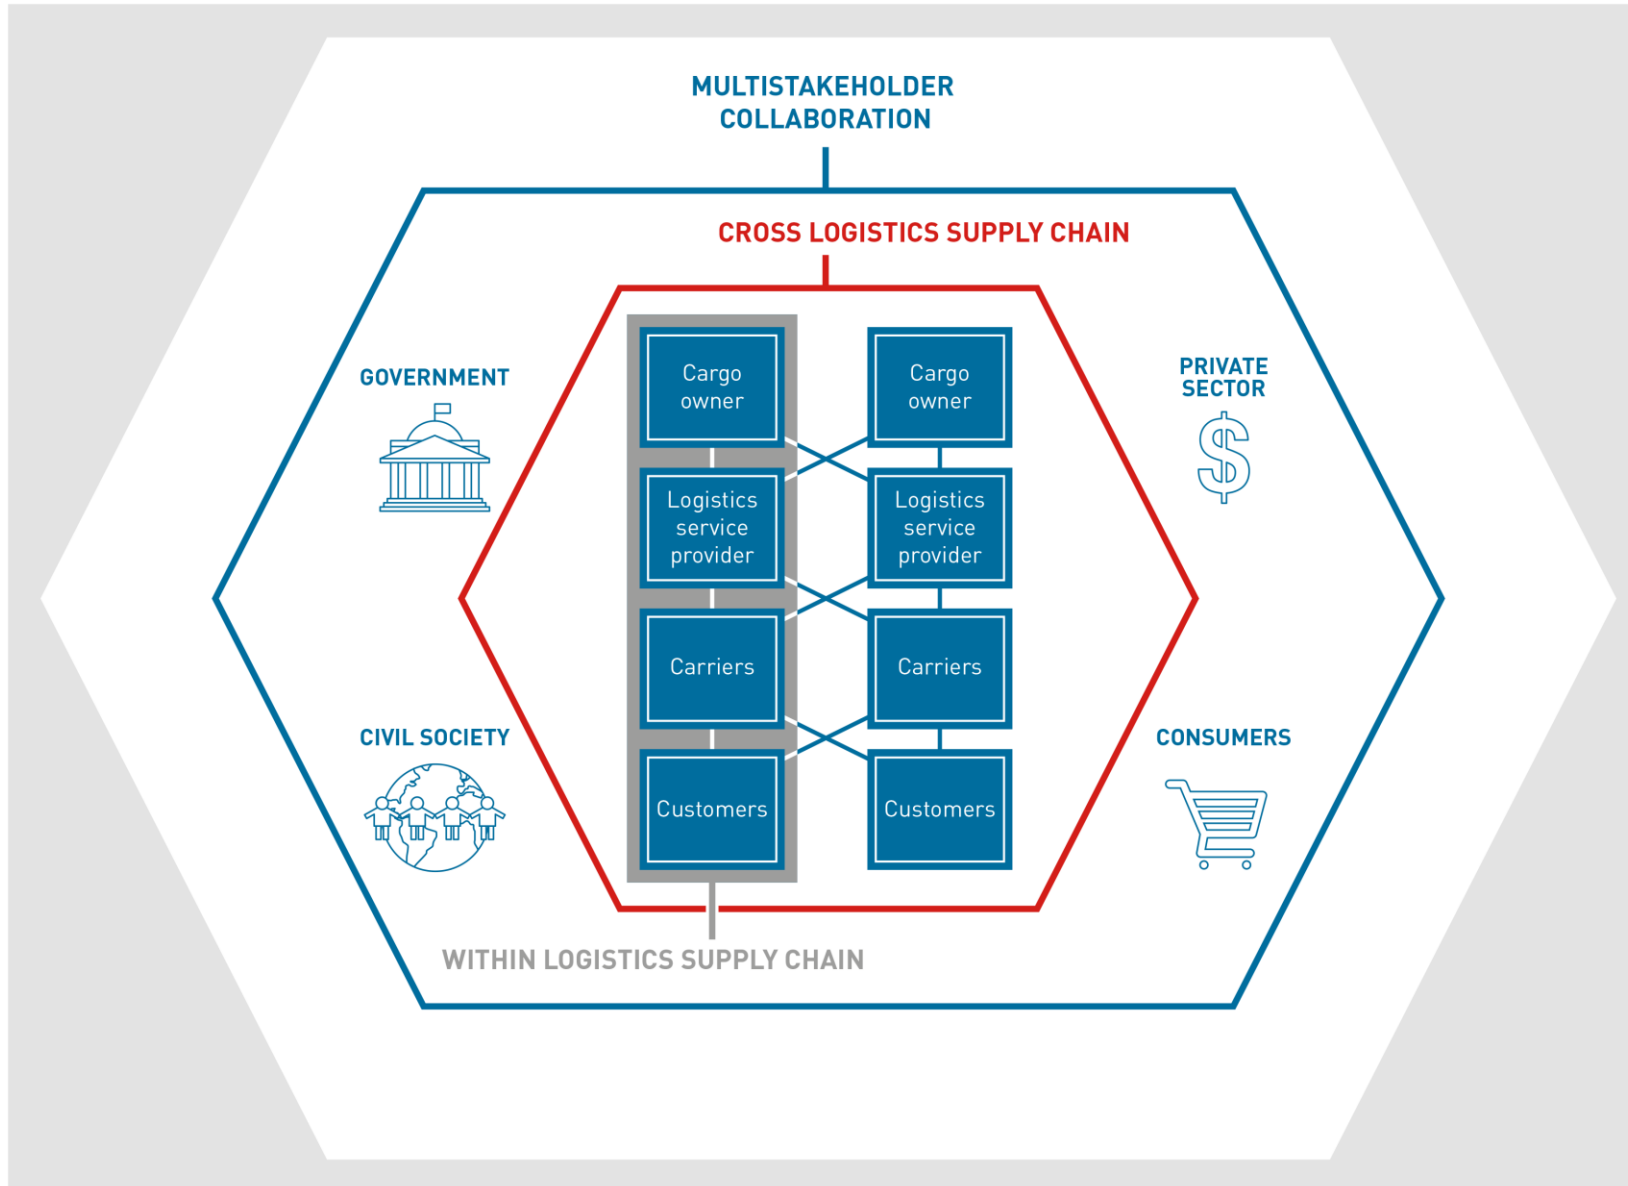 MULTISTAKEHOLDER
COLLABORATION
CROSS LOGISTICS SUPPLY CHAIN
GOVERNMENT
PRIVATE
SECTOR
Cargo
owner
Cargo
owner
Logistics
service
provider
Logistics
service
provider
Carriers
Carriers
CIVIL SOCIETY
CONSUMERS
Customers
Customers
WITHIN LOGISTICS SUPPLY CHAIN